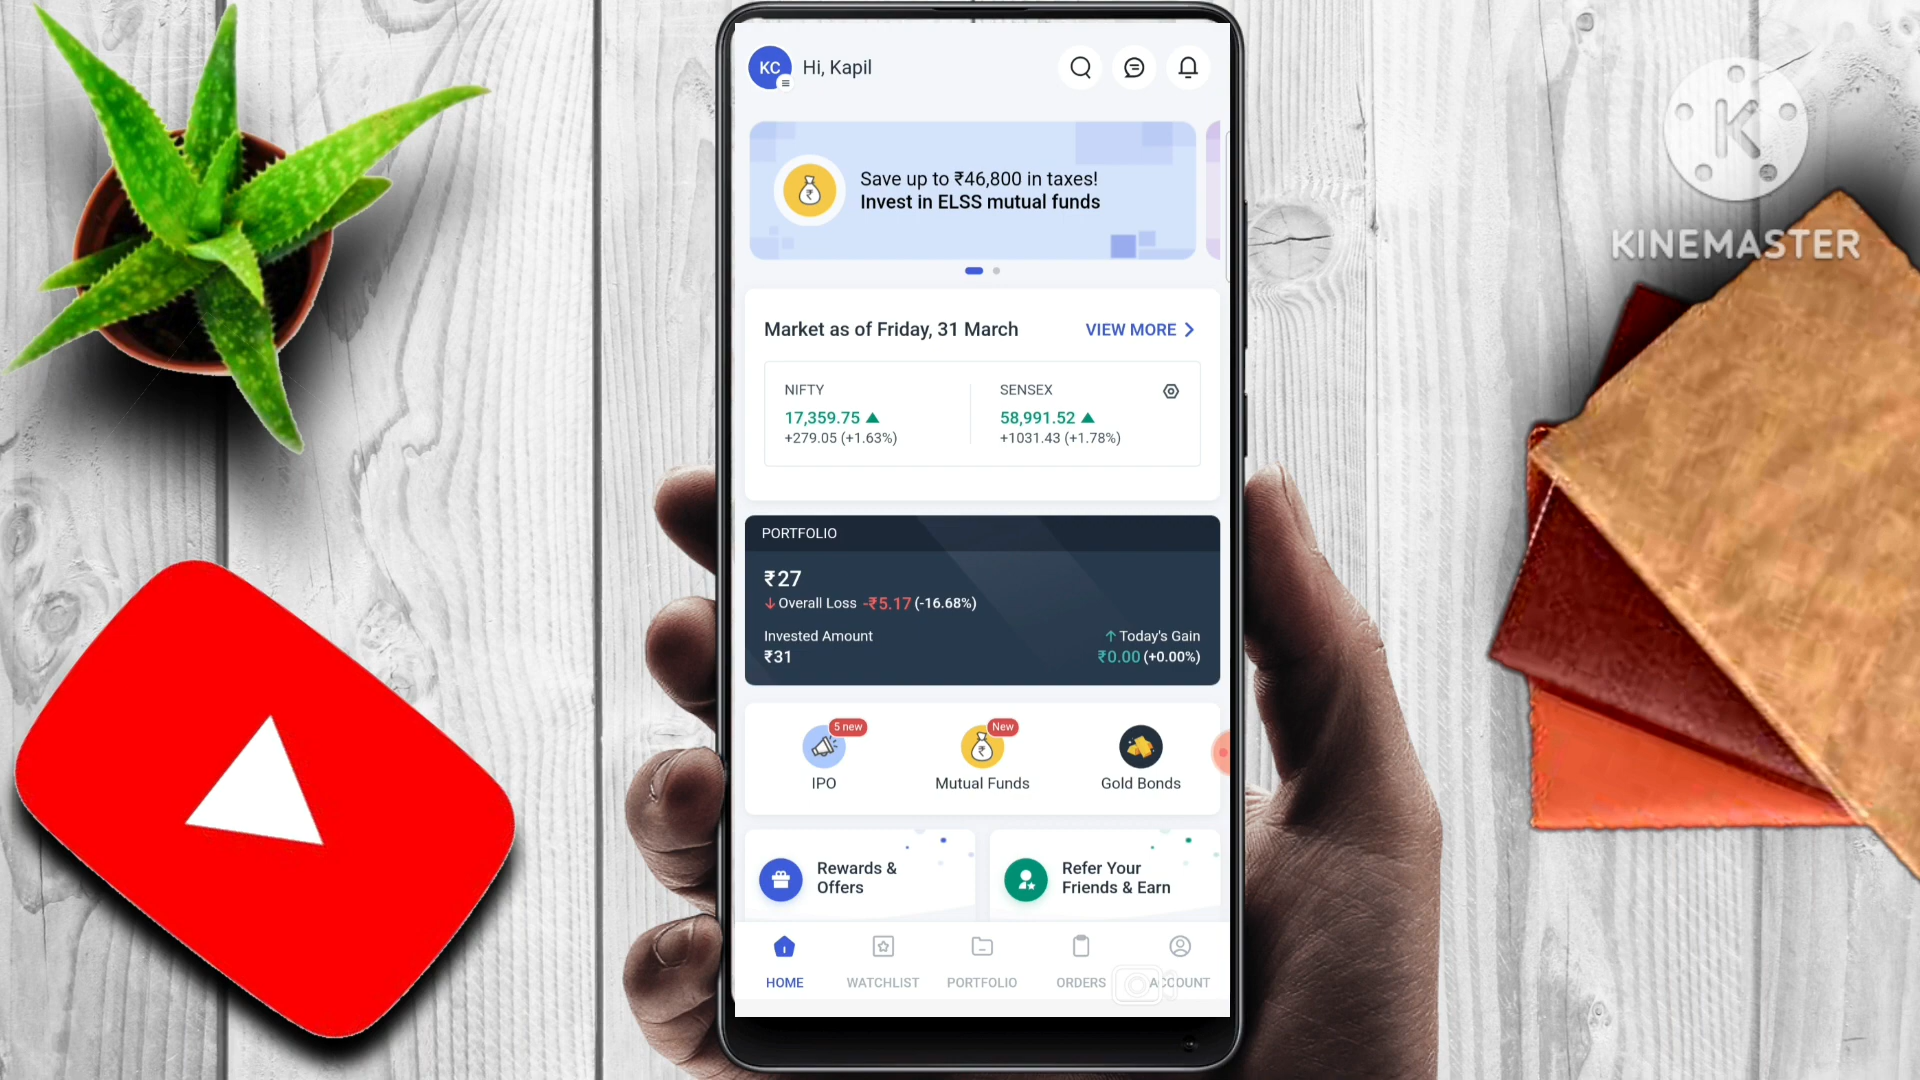 KC
Hi, Kapil
K
KINEMASTER
Save up to ₹46,800 in taxes!
Invest in ELSS mutual funds
Market as of Friday, 31 March
VIEW MORE
NIFTY
17,359.75
+279.05 (+1.63%)
SENSEX
58,991.52
+1031.43 (+1.78%)
PORTFOLIO
₹27
Overall Loss -₹5.17 (-16.68%)
Invested Amount
₹31
Today's Gain
₹0.00 (+0.00%)
5 new
IPO
New
Mutual Funds
Gold Bonds
Rewards &
Offers
Refer Your
Friends & Earn
HOME
WATCHLIST
PORTFOLIO
ORDERS
ACCOUNT